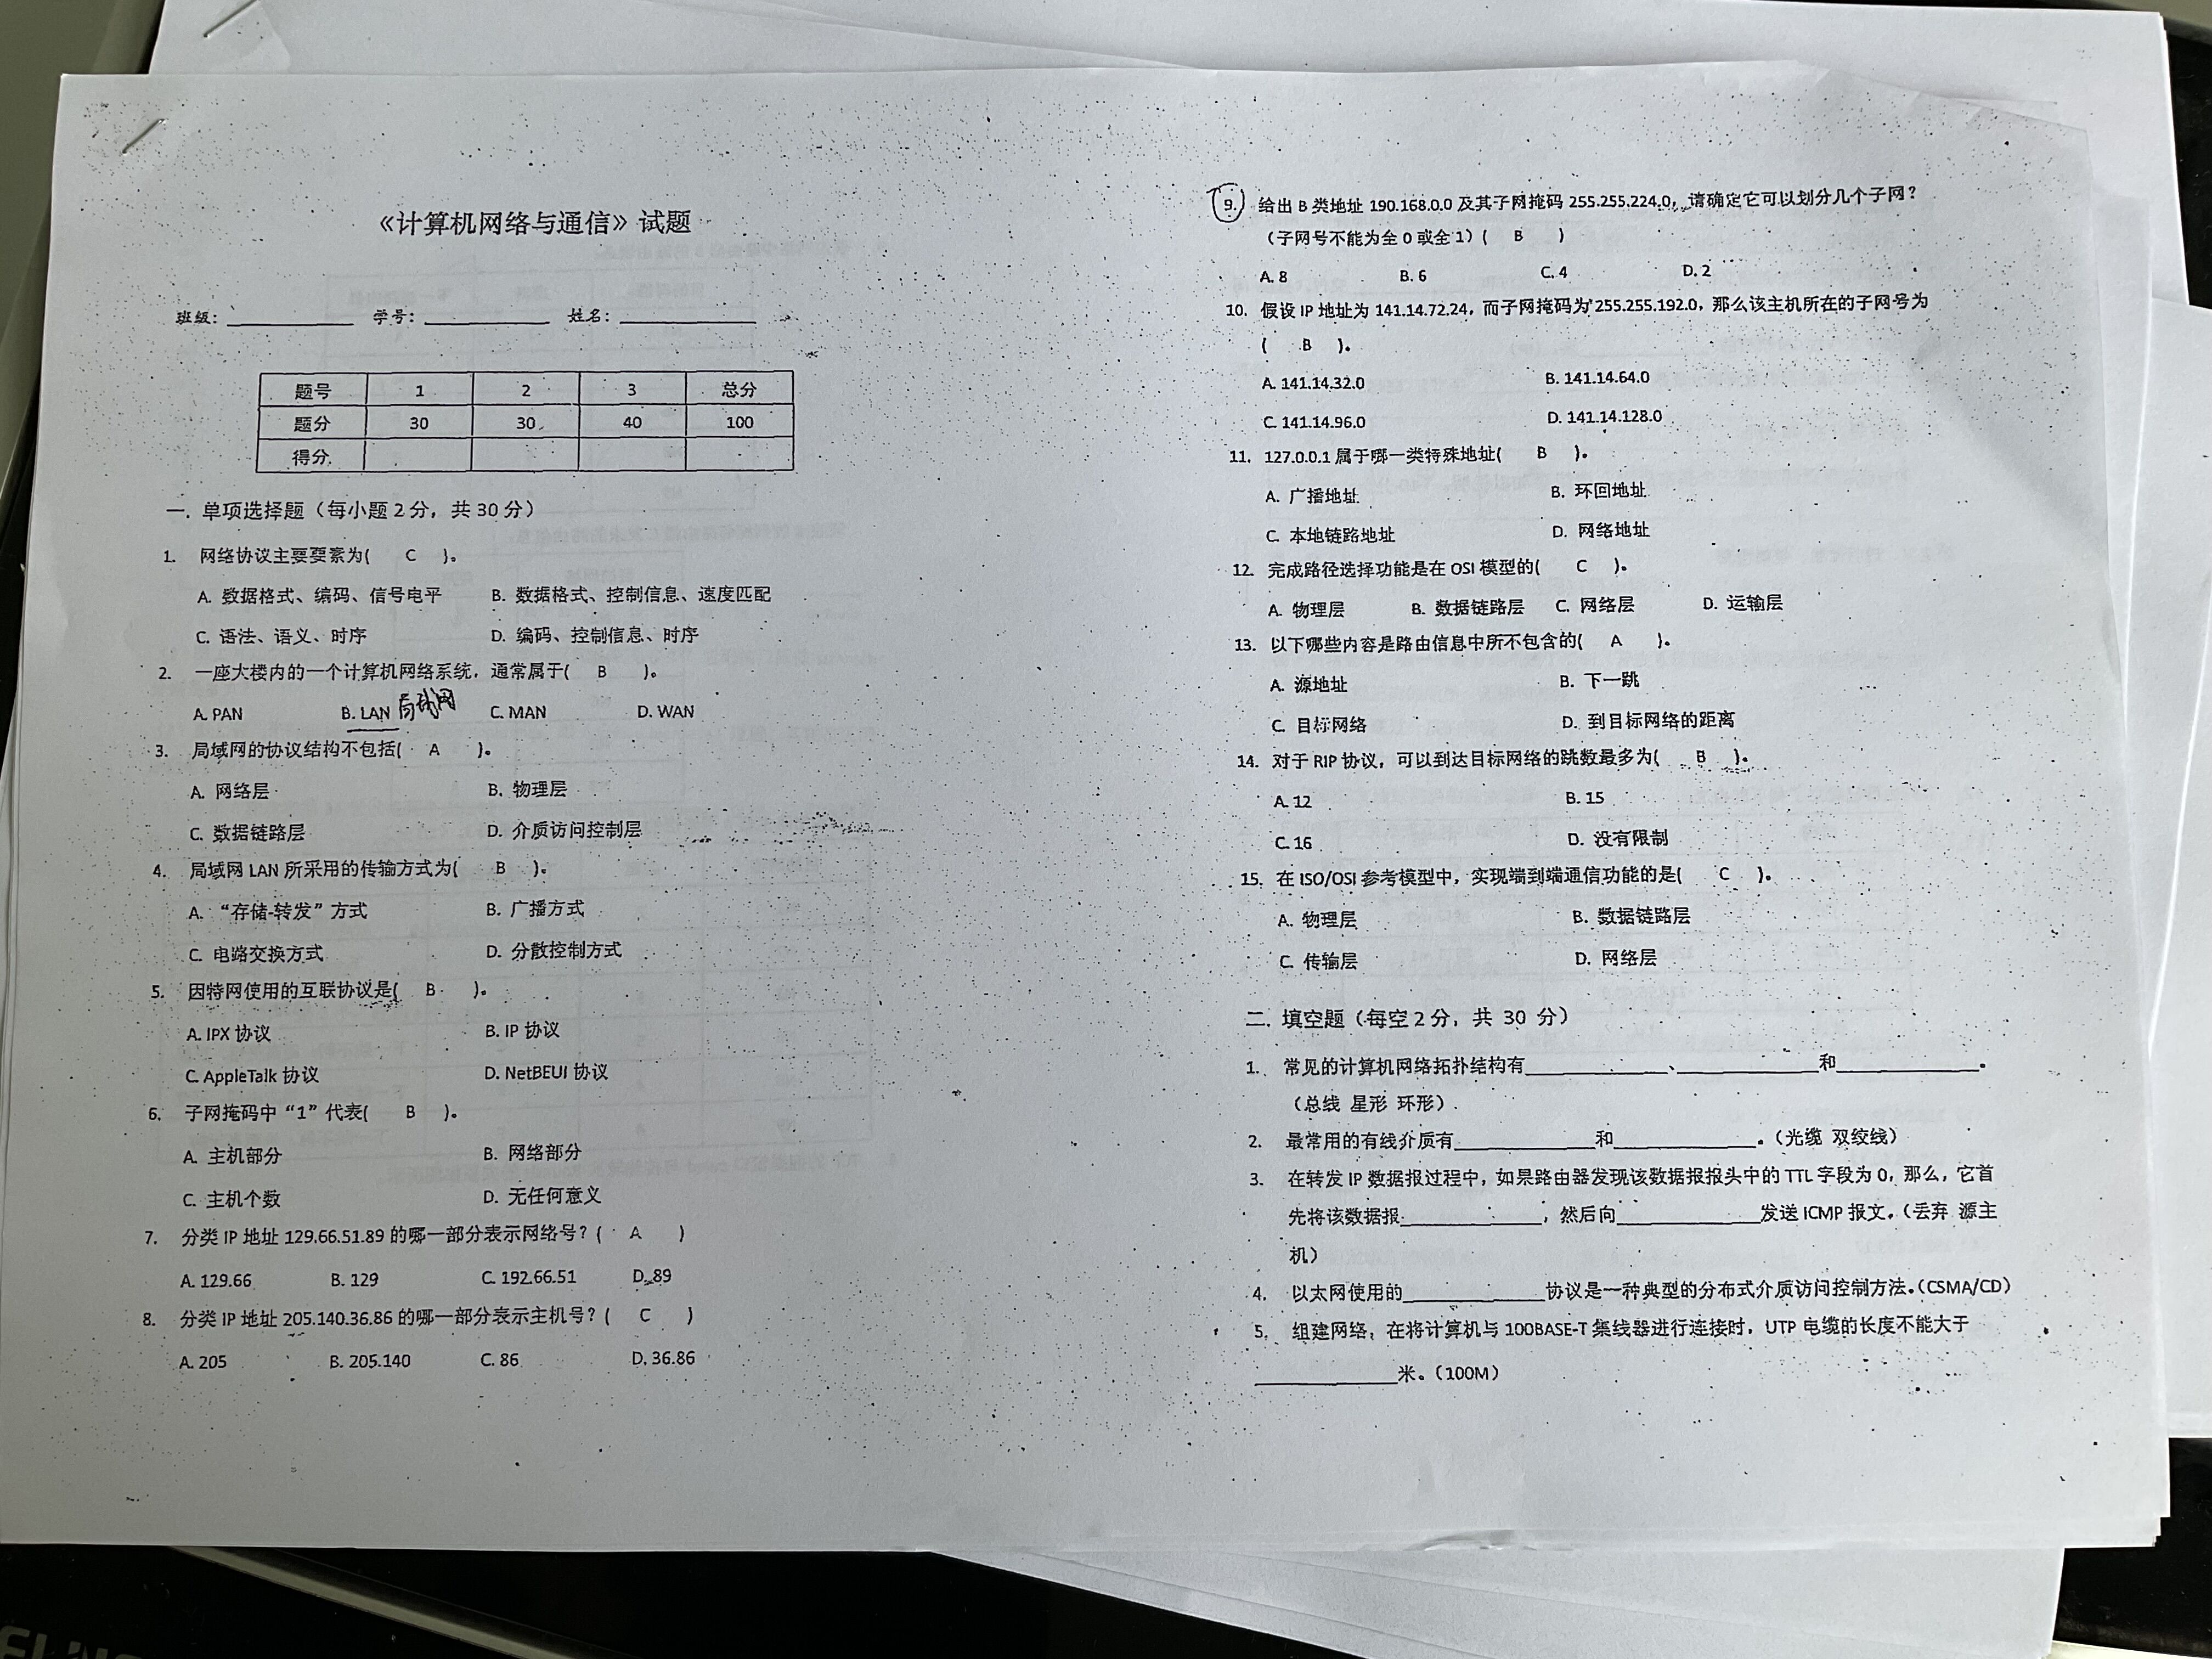 《计算机网络与通信》试题
班级: 学号: 姓名:
题号 1 2 3 总分
题分 30 30 40 100
得分
一. 单项选择题（每小题 2 分，共 30 分）
1. 网络协议主要要素为( C )。
A. 数据格式、编码、信号电平 B. 数据格式、控制信息、速度匹配
C. 语法、语义、时序 D. 编码、控制信息、时序
2. 一座大楼内的一个计算机网络系统，通常属于( B )。
A. PAN B. LAN 局域网 C. MAN D. WAN
3. 局域网的协议结构不包括( A )。
A. 网络层 B. 物理层
C. 数据链路层 D. 介质访问控制层
4. 局域网 LAN 所采用的传输方式为( B )。
A. “存储-转发”方式 B. 广播方式
C. 电路交换方式 D. 分散控制方式
5. 因特网使用的互联协议是( B )。
A. IPX 协议 B. IP 协议
C. AppleTalk 协议 D. NetBEUI 协议
6. 子网掩码中“1”代表( B )。
A. 主机部分 B. 网络部分
C. 主机个数 D. 无任何意义
7. 分类 IP 地址 129.66.51.89 的哪一部分表示网络号？( A )
A. 129.66 B. 129 C. 192.66.51 D. 89
8. 分类 IP 地址 205.140.36.86 的哪一部分表示主机号？( C )
A. 205 B. 205.140 C. 86 D. 36.86
9. 给出 B 类地址 190.168.0.0 及其子网掩码 255.255.224.0，请确定它可以划分几个子网？
（子网号不能为全 0 或全 1）( B )
A. 8 B. 6 C. 4 D. 2
10. 假设 IP 地址为 141.14.72.24，而子网掩码为 255.255.192.0，那么该主机所在的子网号为
( B )。
A. 141.14.32.0 B. 141.14.64.0
C. 141.14.96.0 D. 141.14.128.0
11. 127.0.0.1 属于哪一类特殊地址( B )。
A. 广播地址 B. 环回地址
C. 本地链路地址 D. 网络地址
12. 完成路径选择功能是在 OSI 模型的( C )。
A. 物理层 B. 数据链路层 C. 网络层 D. 运输层
13. 以下哪些内容是路由信息中所不包含的( A )。
A. 源地址 B. 下一跳
C. 目标网络 D. 到目标网络的距离
14. 对于 RIP 协议，可以到达目标网络的跳数最多为( B )。
A. 12 B. 15
C. 16 D. 没有限制
15. 在 ISO/OSI 参考模型中，实现端到端通信功能的是( C )。
A. 物理层 B. 数据链路层
C. 传输层 D. 网络层
二. 填空题（每空 2 分，共 30 分）
1. 常见的计算机网络拓扑结构有____________、____________和____________。
（总线 星形 环形）
2. 最常用的有线介质有____________和____________。（光缆 双绞线）
3. 在转发 IP 数据报过程中，如果路由器发现该数据报报头中的 TTL 字段为 0，那么，它首
先将该数据报____________，然后向____________发送 ICMP 报文。（丢弃 源主
机）
4. 以太网使用的____________协议是一种典型的分布式介质访问控制方法。（CSMA/CD）
5. 组建网络，在将计算机与 100BASE-T 集线器进行连接时，UTP 电缆的长度不能大于
____________米。（100M）